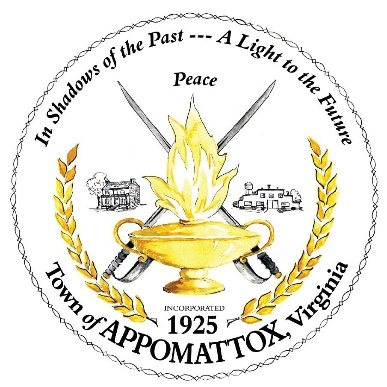 In Shadows of the Past --- A Light to the Future
Peace
INCORPORATED
1925
Town of APPOMATTOX, Virginia